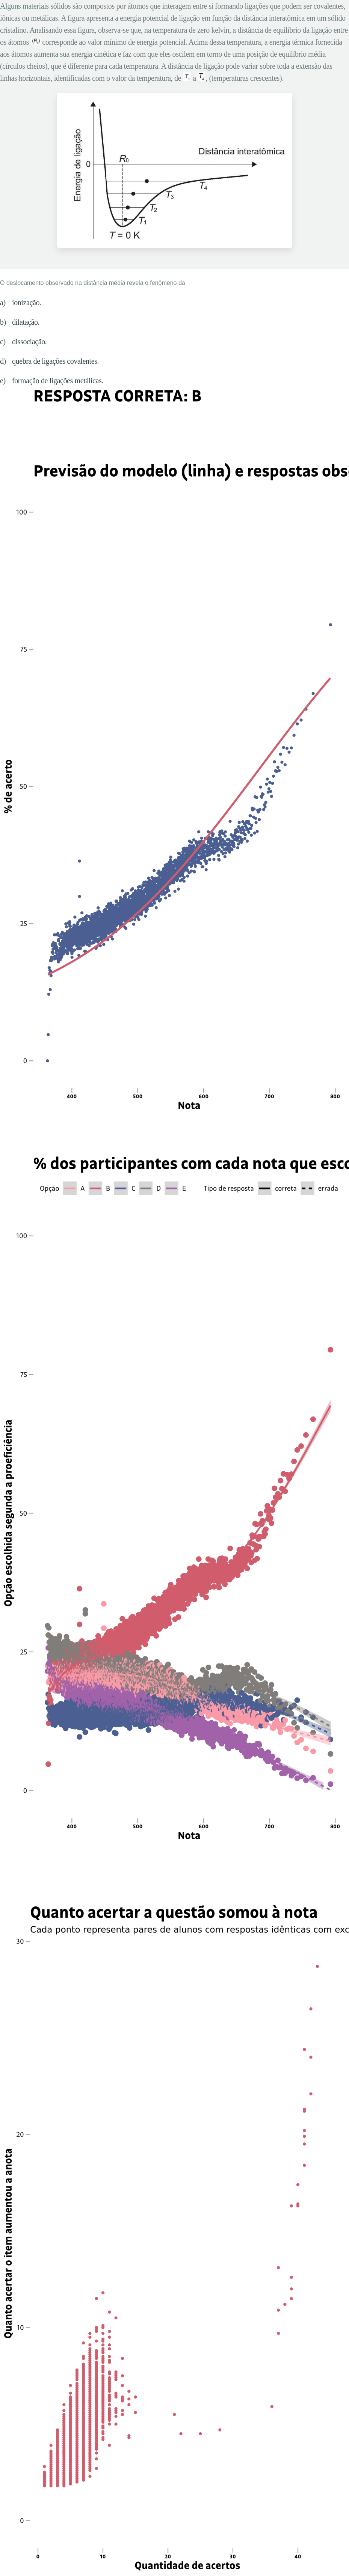 Alguns materiais sólidos são compostos por átomos que interagem entre si formando ligações que podem ser covalentes,
iônicas ou metálicas. A figura apresenta a energia potencial de ligação em função da distância interatômica em um sólido
cristalino. Analisando essa figura, observa-se que, na temperatura de zero kelvin, a distância de equilíbrio da ligação entre
os átomos (R₀) corresponde ao valor mínimo de energia potencial. Acima dessa temperatura, a energia térmica fornecida
aos átomos aumenta sua energia cinética e faz com que eles oscilem em torno de uma posição de equilíbrio média
(círculos cheios), que é diferente para cada temperatura. A distância de ligação pode variar sobre toda a extensão das
linhas horizontais, identificadas com o valor da temperatura, de T₁ a T₄, (temperaturas crescentes).
Energia de ligação
0
R₀
Distância interatômica
T₄
T₃
T₂
T₁
T = 0 K
O deslocamento observado na distância média revela o fenômeno da
a) ionização.
b) dilatação.
c) dissociação.
d) quebra de ligações covalentes.
e) formação de ligações metálicas.
RESPOSTA CORRETA: B
Previsão do modelo (linha) e respostas obs
100
75
50
25
0
% de acerto
400 500 600 700 800
Nota
% dos participantes com cada nota que esco
Opção A B C D E Tipo de resposta correta errada
100
75
50
25
0
Opção escolhida segunda a proeficiência
400 500 600 700 800
Nota
Quanto acertar a questão somou à nota
Cada ponto representa pares de alunos com respostas idênticas com exc
30
20
10
0
Quanto acertar o item aumentou a anota
0 10 20 30 40
Quantidade de acertos